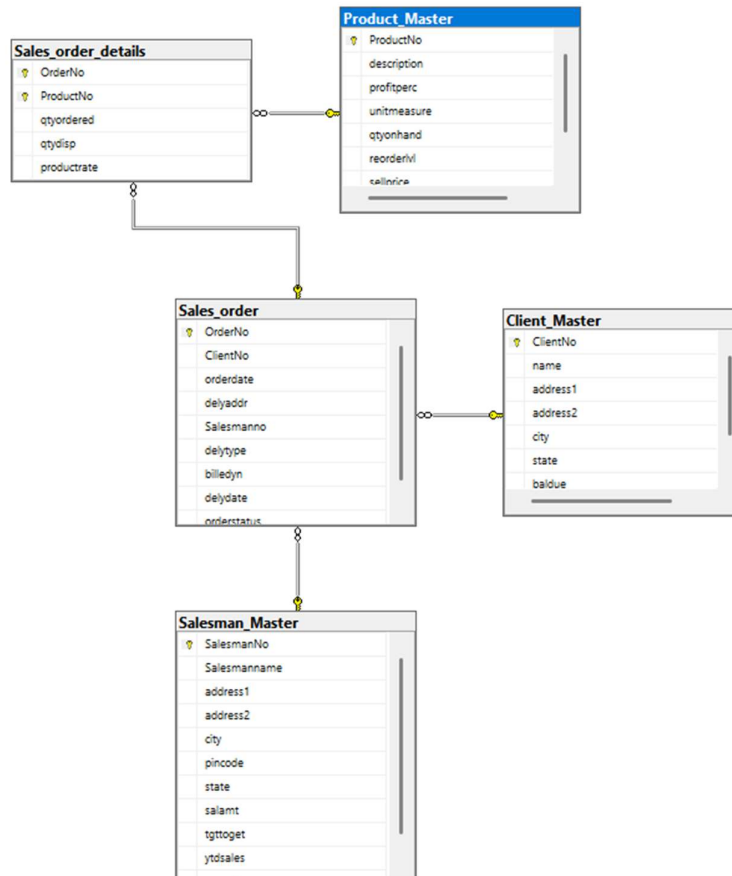 Product_Master
ProductNo
description
profitperc
unitmeasure
qtyonhand
reorderlvl
sellprice
Sales_order_details
OrderNo
ProductNo
qtyordered
qtydisp
productrate
Sales_order
OrderNo
ClientNo
orderdate
delyaddr
Salesmanno
delytype
billedyn
delydate
orderstatus
Client_Master
ClientNo
name
address1
address2
city
state
baldue
Salesman_Master
SalesmanNo
Salesmanname
address1
address2
city
pincode
state
salamt
tgttoget
ytdsales